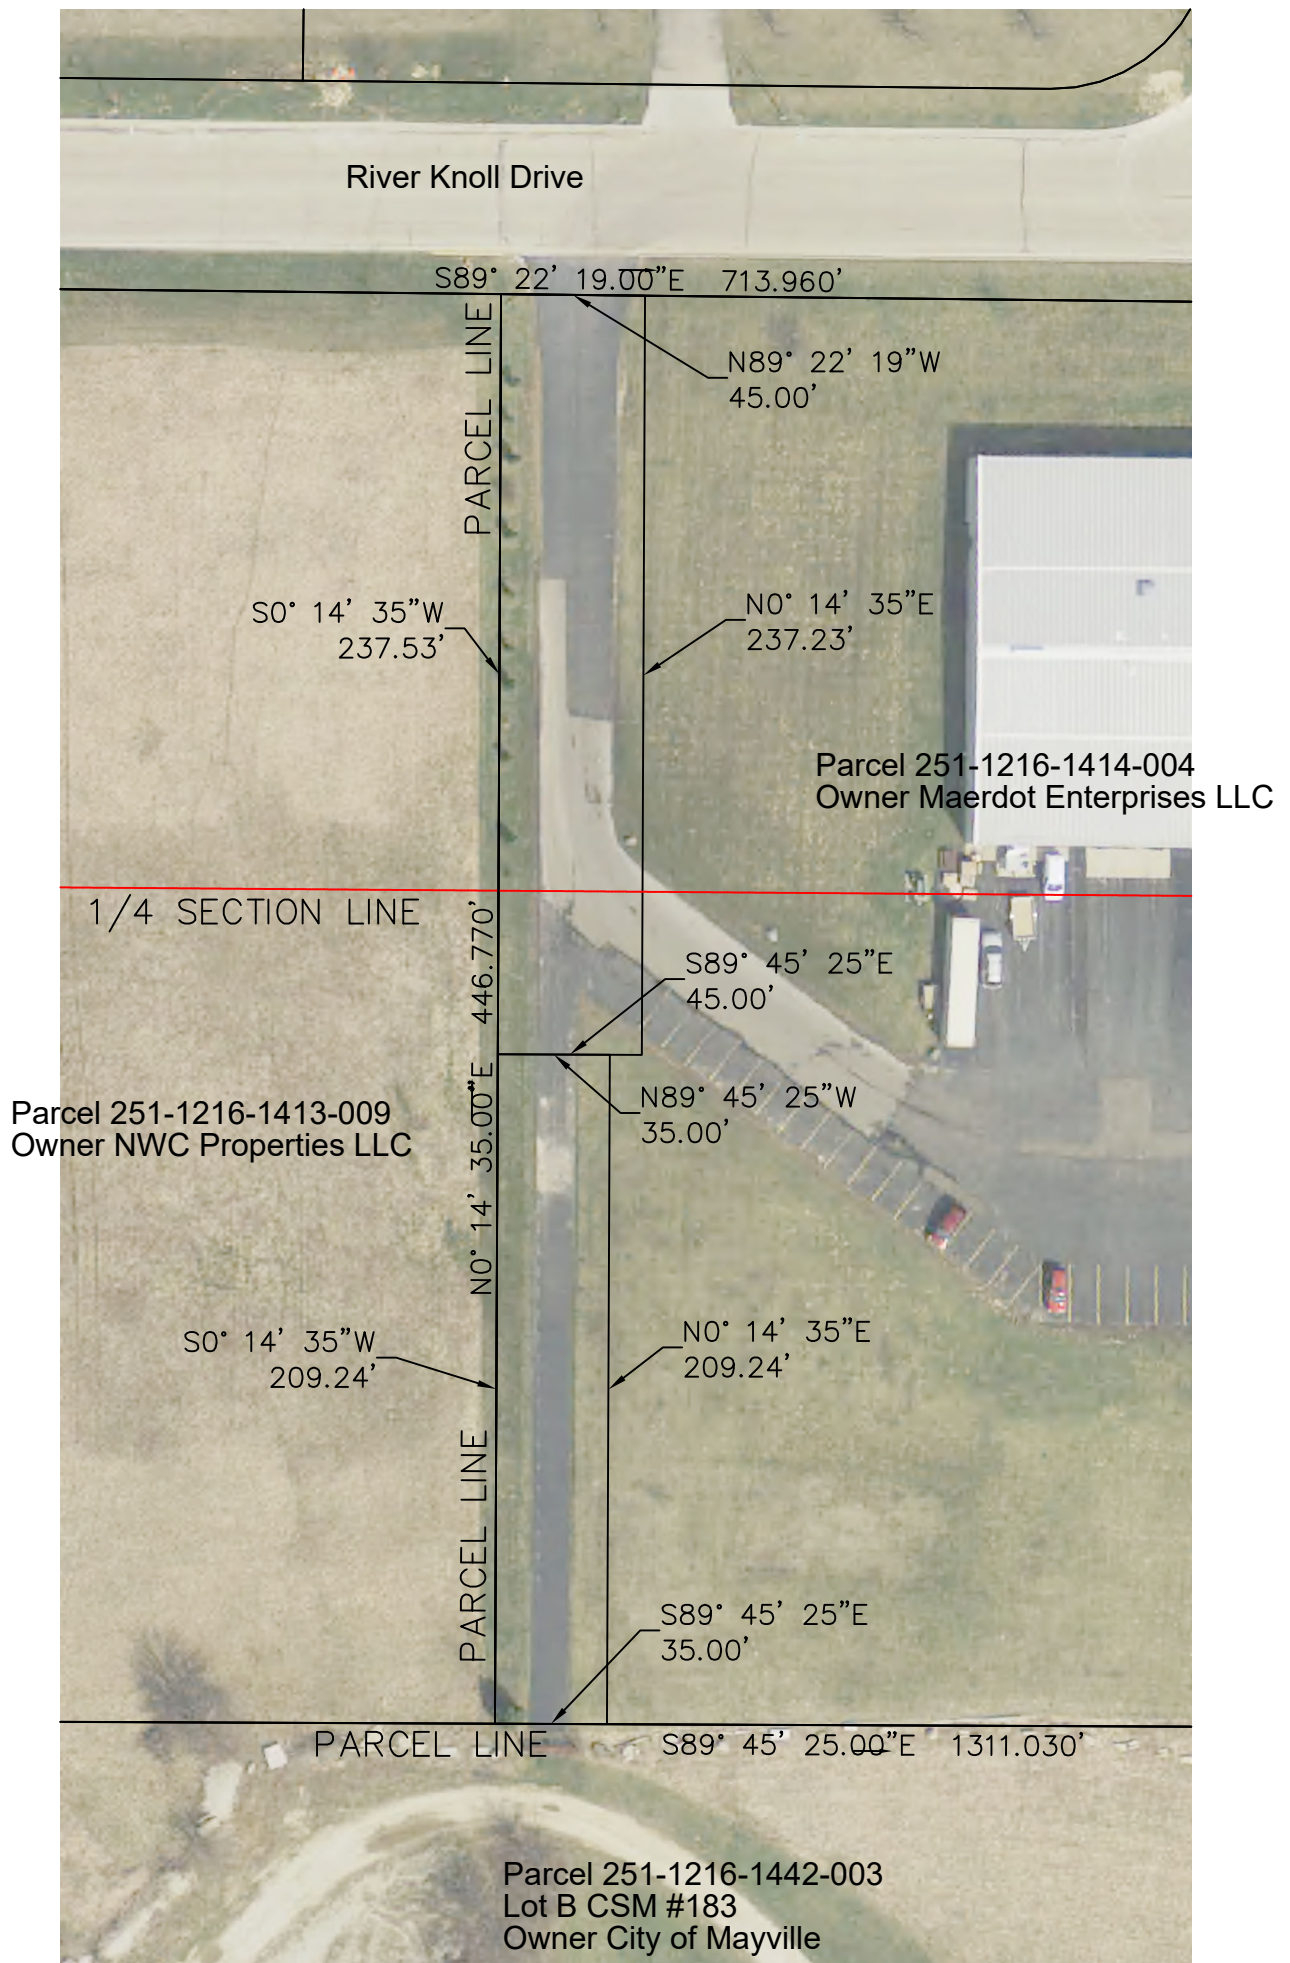 River Knoll Drive
S89° 22' 19.00"E 713.960'
PARCEL LINE
N89° 22' 19"W
45.00'
S0° 14' 35"W
237.53'
N0° 14' 35"E
237.23'
Parcel 251-1216-1414-004
Owner Maerdot Enterprises LLC
1/4 SECTION LINE
N0° 14' 35.00"E 446.770'
S89° 45' 25"E
45.00'
N89° 45' 25"W
35.00'
Parcel 251-1216-1413-009
Owner NWC Properties LLC
S0° 14' 35"W
209.24'
N0° 14' 35"E
209.24'
PARCEL LINE
S89° 45' 25"E
35.00'
PARCEL LINE
S89° 45' 25.00"E 1311.030'
Parcel 251-1216-1442-003
Lot B CSM #183
Owner City of Mayville